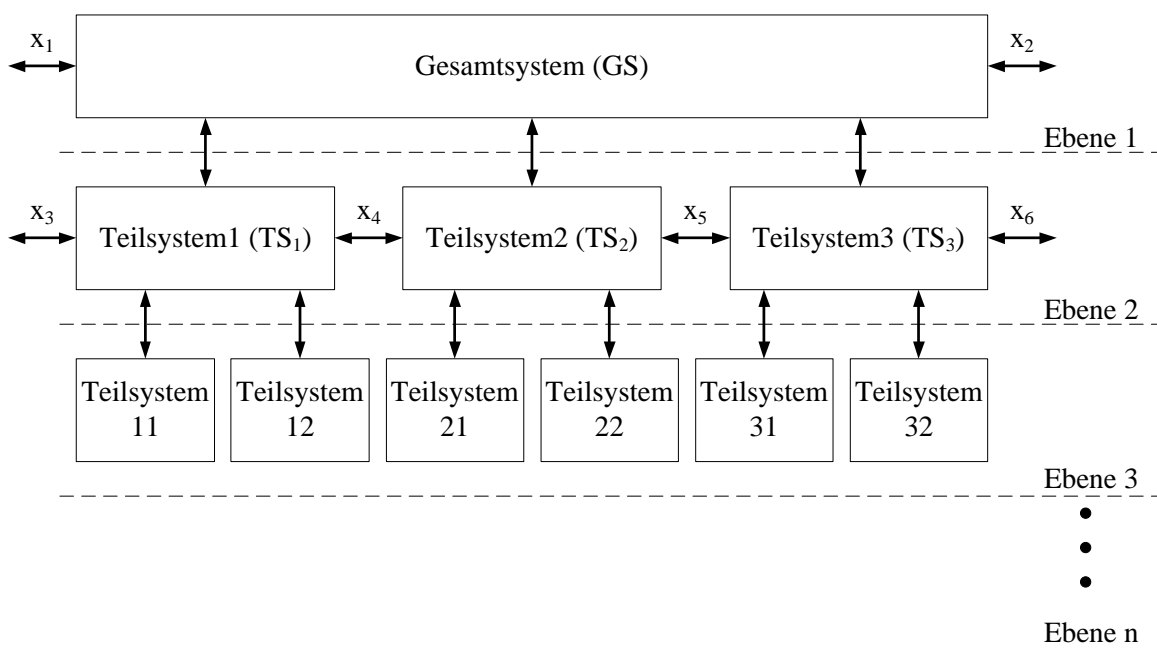 x₁
Gesamtsystem (GS)
x₂
Ebene 1
x₃
Teilsystem1 (TS₁)
x₄
Teilsystem2 (TS₂)
x₅
Teilsystem3 (TS₃)
x₆
Ebene 2
Teilsystem
11
Teilsystem
12
Teilsystem
21
Teilsystem
22
Teilsystem
31
Teilsystem
32
Ebene 3
Ebene n